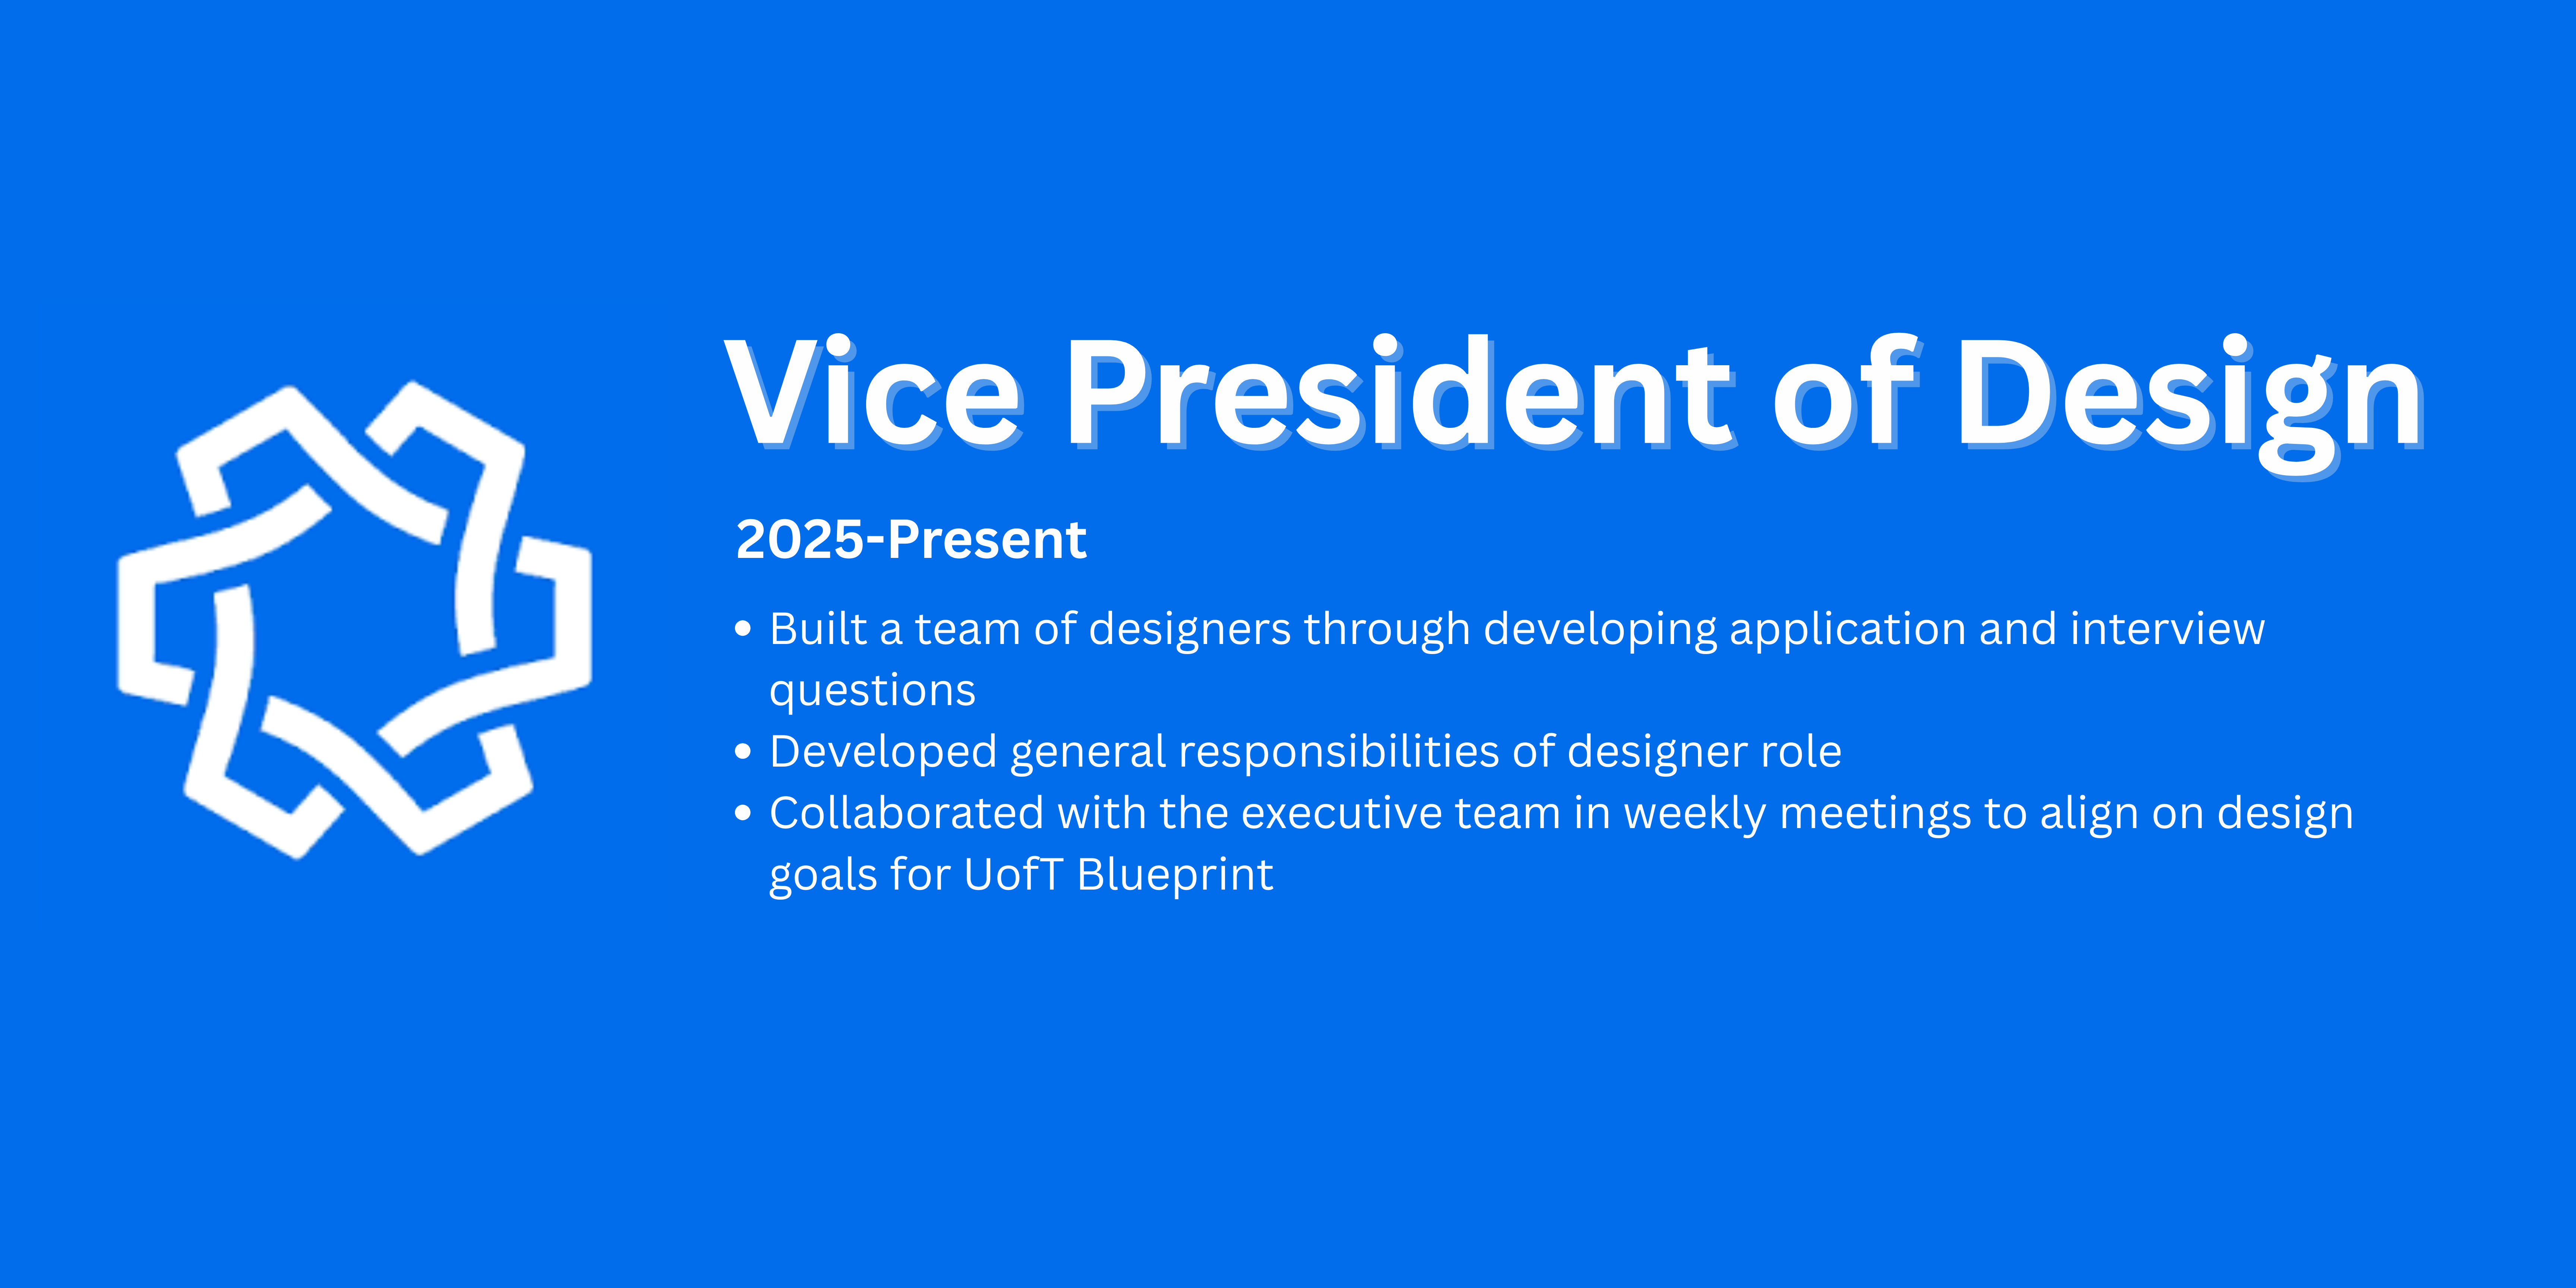 Vice President of Design
2025-Present
• Built a team of designers through developing application and interview
questions
• Developed general responsibilities of designer role
• Collaborated with the executive team in weekly meetings to align on design
goals for UofT Blueprint